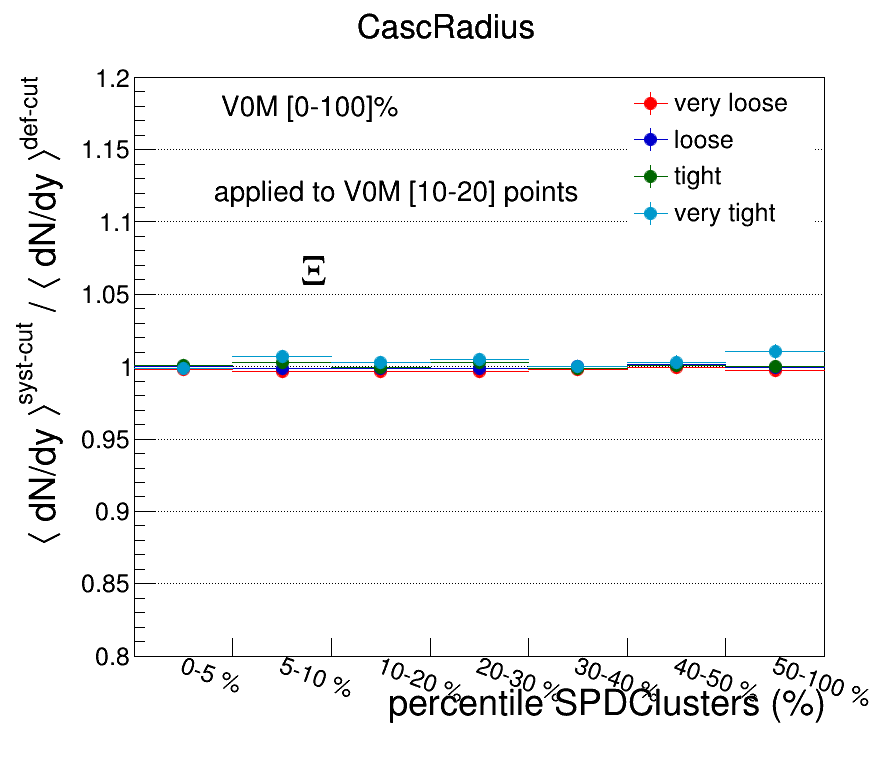 CascRadius
⟨ dN/dy ⟩syst-cut / ⟨ dN/dy ⟩def-cut
1.2
1.15
1.1
1.05
1
0.95
0.9
0.85
0.8
V0M [0-100]%
applied to V0M [10-20] points
Ξ
very loose
loose
tight
very tight
0-5 %
5-10 %
10-20 %
20-30 %
30-40 %
40-50 %
50-100 %
percentile SPDClusters (%)